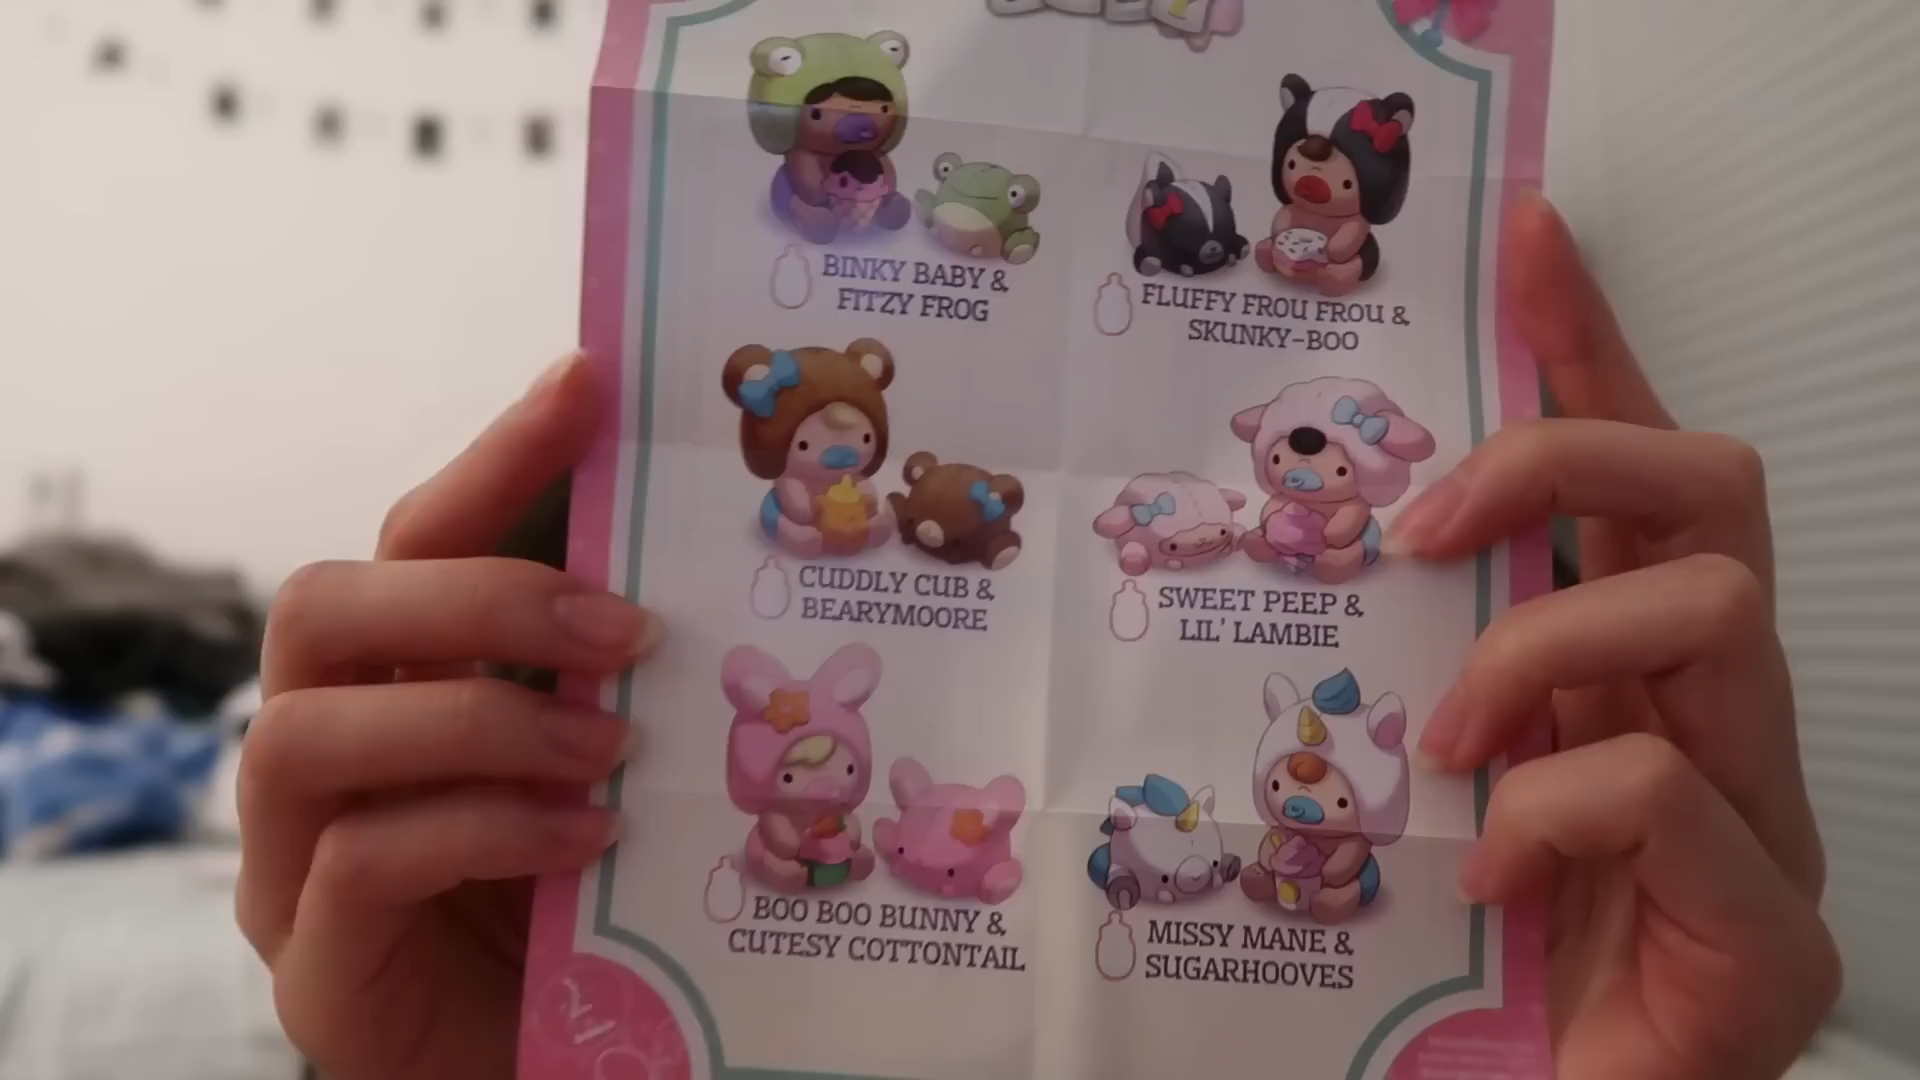 BINKY BABY &
FITZY FROG
FLUFFY FROU FROU &
SKUNKY-BOO
CUDDLY CUB &
BEARYMOORE
SWEET PEEP &
LIL' LAMBIE
BOO BOO BUNNY &
CUTESY COTTONTAIL
MISSY MANE &
SUGARHOOVES